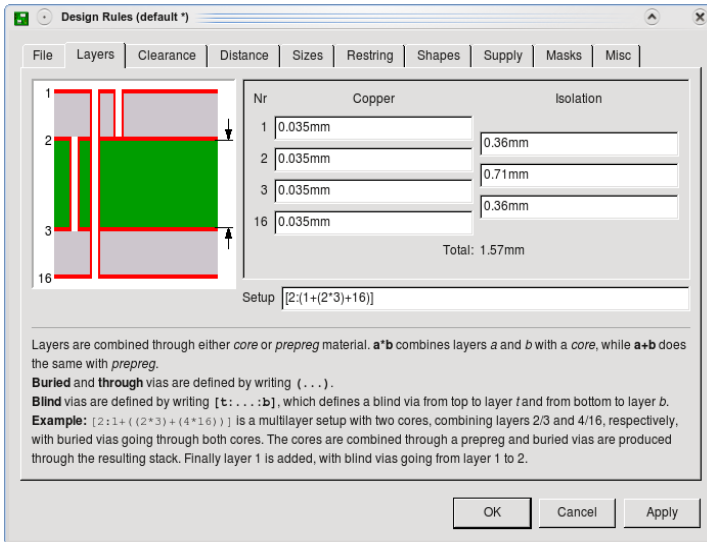 Design Rules (default *)
File Layers Clearance Distance Sizes Restring Shapes Supply Masks Misc
1
2
3
16
Nr Copper Isolation
1 0.035mm
0.36mm
2 0.035mm
0.71mm
3 0.035mm
0.36mm
16 0.035mm
Total: 1.57mm
Setup [2:(1+(2*3)+16)]
Layers are combined through either core or prepreg material. a*b combines layers a and b with a core, while a+b does
the same with prepreg.
Buried and through vias are defined by writing (...).
Blind vias are defined by writing [t:...:b], which defines a blind via from top to layer t and from bottom to layer b.
Example: [2:1+((2*3)+(4*16))] is a multilayer setup with two cores, combining layers 2/3 and 4/16, respectively,
with buried vias going through both cores. The cores are combined through a prepreg and buried vias are produced
through the resulting stack. Finally layer 1 is added, with blind vias going from layer 1 to 2.
OK Cancel Apply